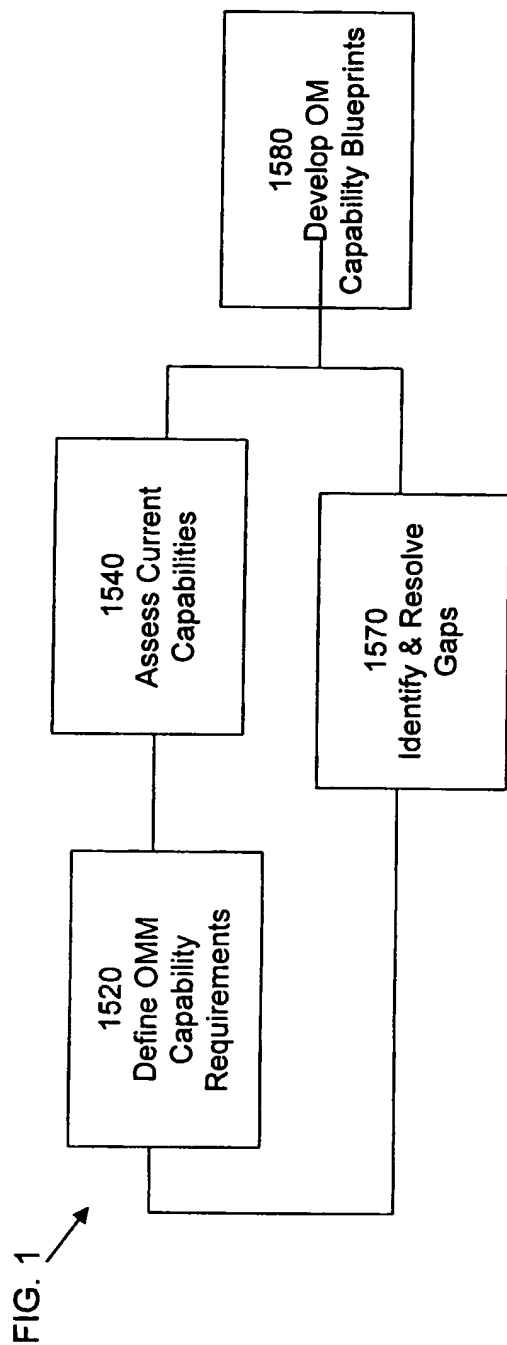 FIG. 1
1520
Define OMM
Capability
Requirements
1540
Assess Current
Capabilities
1570
Identify & Resolve
Gaps
1580
Develop OM
Capability Blueprints